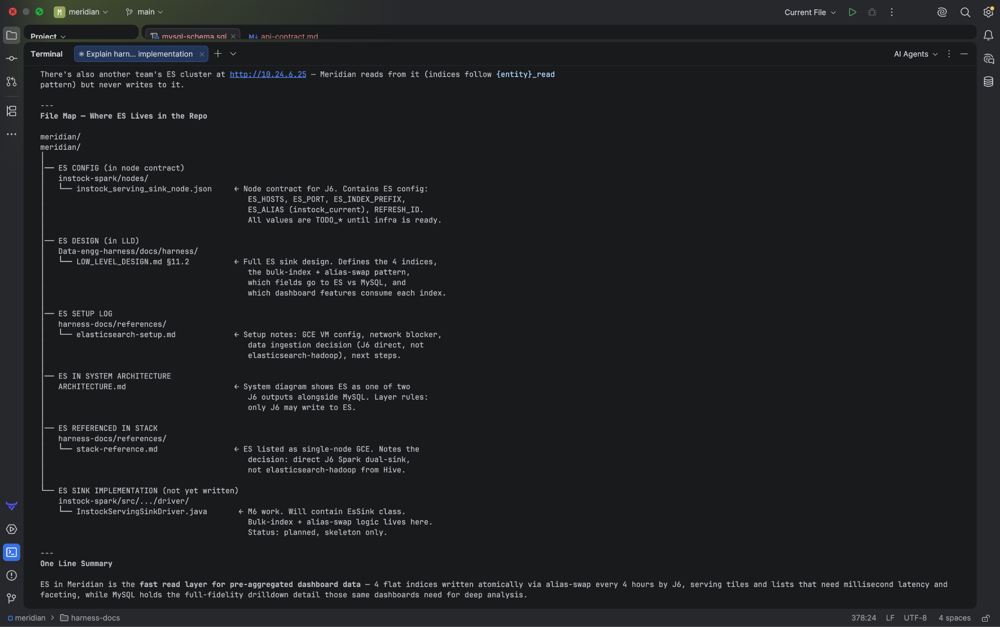 M meridian main Current File
Project mysql-schema.sql api-contract.md
Terminal ✳ Explain harn... implementation AI Agents
There's also another team's ES cluster at http://10.24.6.25 — Meridian reads from it (indices follow {entity}_read
pattern) but never writes to it.
---
File Map — Where ES Lives in the Repo
meridian/
meridian/
│
├── ES CONFIG (in node contract)
│   instock-spark/nodes/
│   └── instock_serving_sink_node.json     ← Node contract for J6. Contains ES config:
│                                             ES_HOSTS, ES_PORT, ES_INDEX_PREFIX,
│                                             ES_ALIAS (instock_current), REFRESH_ID.
│                                             All values are TODO_* until infra is ready.
│
├── ES DESIGN (in LLD)
│   Data-engg-harness/docs/harness/
│   └── LOW_LEVEL_DESIGN.md §11.2          ← Full ES sink design. Defines the 4 indices,
│                                             the bulk-index + alias-swap pattern,
│                                             which fields go to ES vs MySQL, and
│                                             which dashboard features consume each index.
│
├── ES SETUP LOG
│   harness-docs/references/
│   └── elasticsearch-setup.md             ← Setup notes: GCE VM config, network blocker,
│                                             data ingestion decision (J6 direct, not
│                                             elasticsearch-hadoop), next steps.
│
├── ES IN SYSTEM ARCHITECTURE
│   ARCHITECTURE.md                        ← System diagram shows ES as one of two
│                                             J6 outputs alongside MySQL. Layer rules:
│                                             only J6 may write to ES.
│
├── ES REFERENCED IN STACK
│   harness-docs/references/
│   └── stack-reference.md                 ← ES listed as single-node GCE. Notes the
│                                             decision: direct J6 Spark dual-sink,
│                                             not elasticsearch-hadoop from Hive.
│
└── ES SINK IMPLEMENTATION (not yet written)
    instock-spark/src/.../driver/
    └── InstockServingSinkDriver.java       ← M6 work. Will contain EsSink class.
                                              Bulk-index + alias-swap logic lives here.
                                              Status: planned, skeleton only.
---
One Line Summary
ES in Meridian is the fast read layer for pre-aggregated dashboard data — 4 flat indices written atomically via alias-swap every 4 hours by J6, serving tiles and lists that need millisecond latency and
faceting, while MySQL holds the full-fidelity drilldown detail those same dashboards need for deep analysis.
meridian > harness-docs 378:24 LF UTF-8 4 spaces